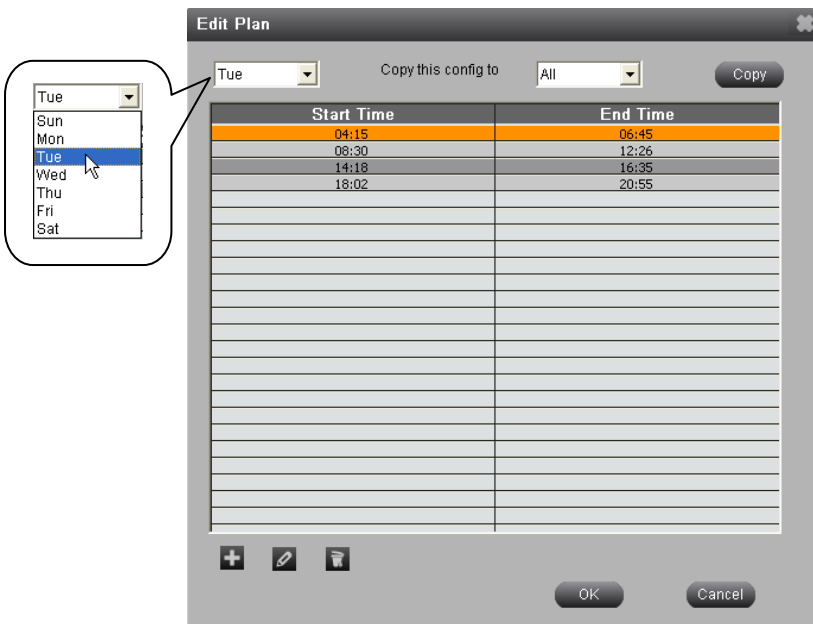 Edit Plan
Tue Copy this config to All Copy
Tue
Sun
Mon
Tue
Wed
Thu
Fri
Sat
Start Time End Time
04:15 06:45
08:30 12:26
14:18 16:35
18:02 20:55
OK Cancel